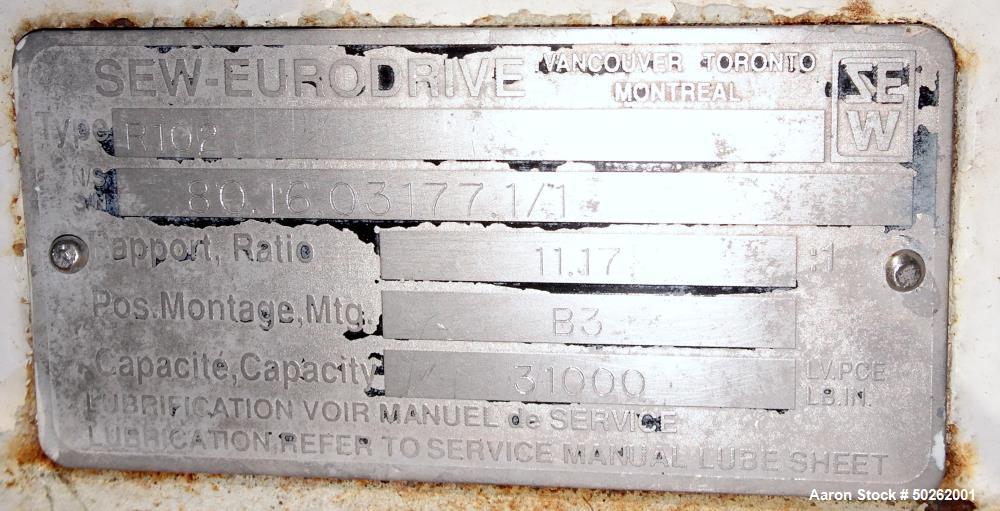 SEW-EURODRIVE VANCOUVER TORONTO
MONTREAL
SEW
Type R102
80.16 03177.1/1
Rapport, Ratio 11.17 :1
Pos.Montage,Mtg. B3
Capacité,Capacity 31000 LV.PCE
LB.IN.
LUBRIFICATION VOIR MANUEL de SERVICE
LUBRICATION,REFER TO SERVICE MANUAL LUBE SHEET
Aaron Stock # 50262001